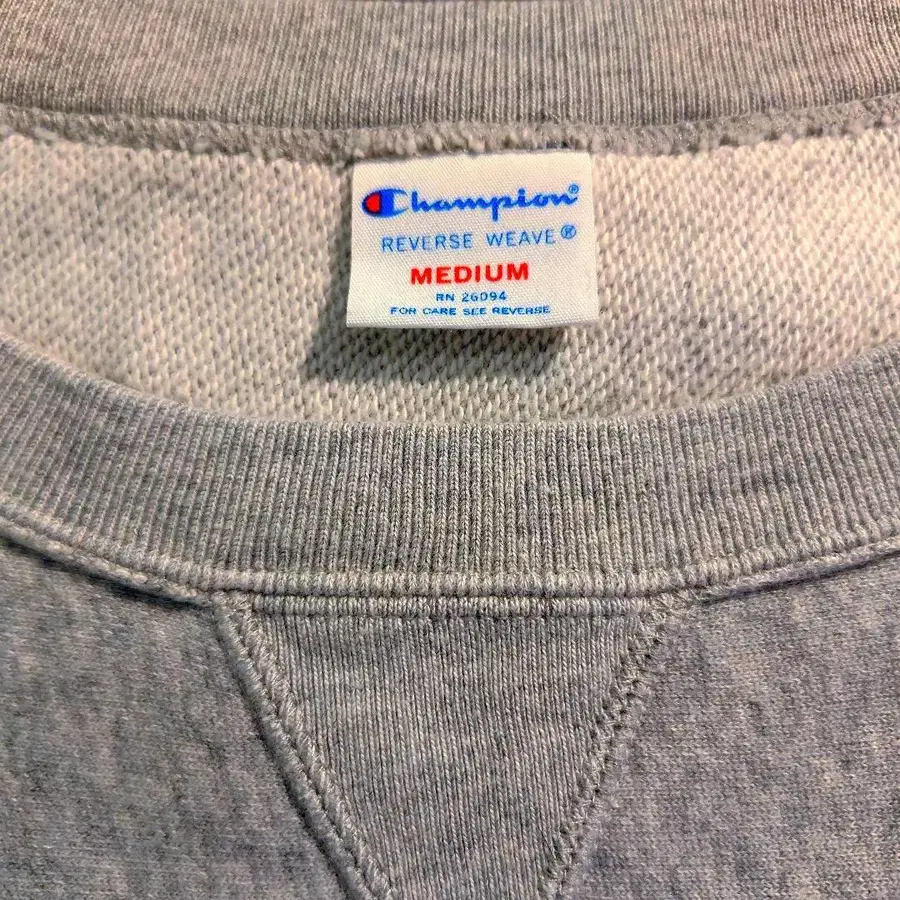 Champion®
REVERSE WEAVE®
MEDIUM
RN 26094
FOR CARE SEE REVERSE